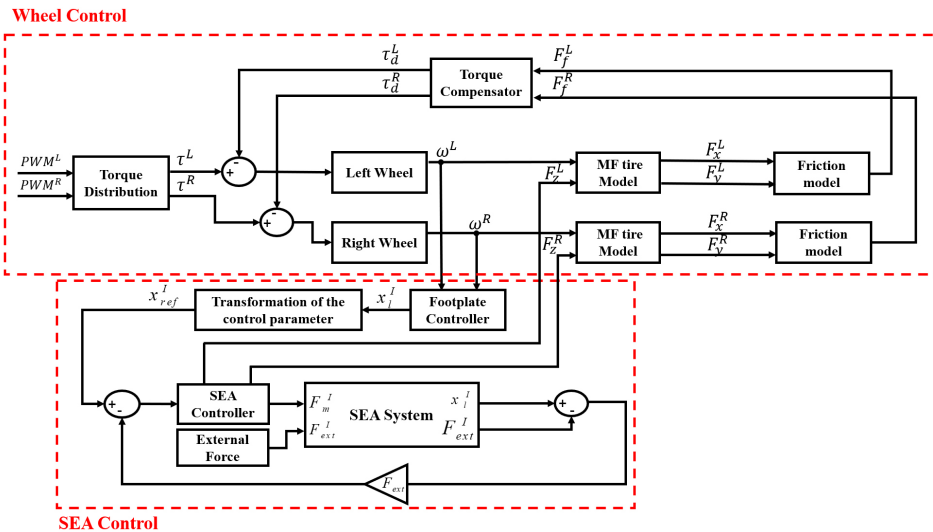 Wheel Control
τ_d^L
τ_d^R
Torque
Compensator
F_f^L
F_f^R
PWM^L
PWM^R
Torque
Distribution
τ^L
τ^R
-
+
-
+
Left Wheel
Right Wheel
ω^L
ω^R
F_z^L
F_z^R
MF tire
Model
MF tire
Model
F_x^L
F_y^L
F_x^R
F_y^R
Friction
model
Friction
model
x_ref^I
Transformation of the
control parameter
x_l^I
Footplate
Controller
+
-
SEA
Controller
External
Force
F_m^I
F_ext^I
SEA System
x_l^I
F_ext^I
+
-
F_ext
SEA Control